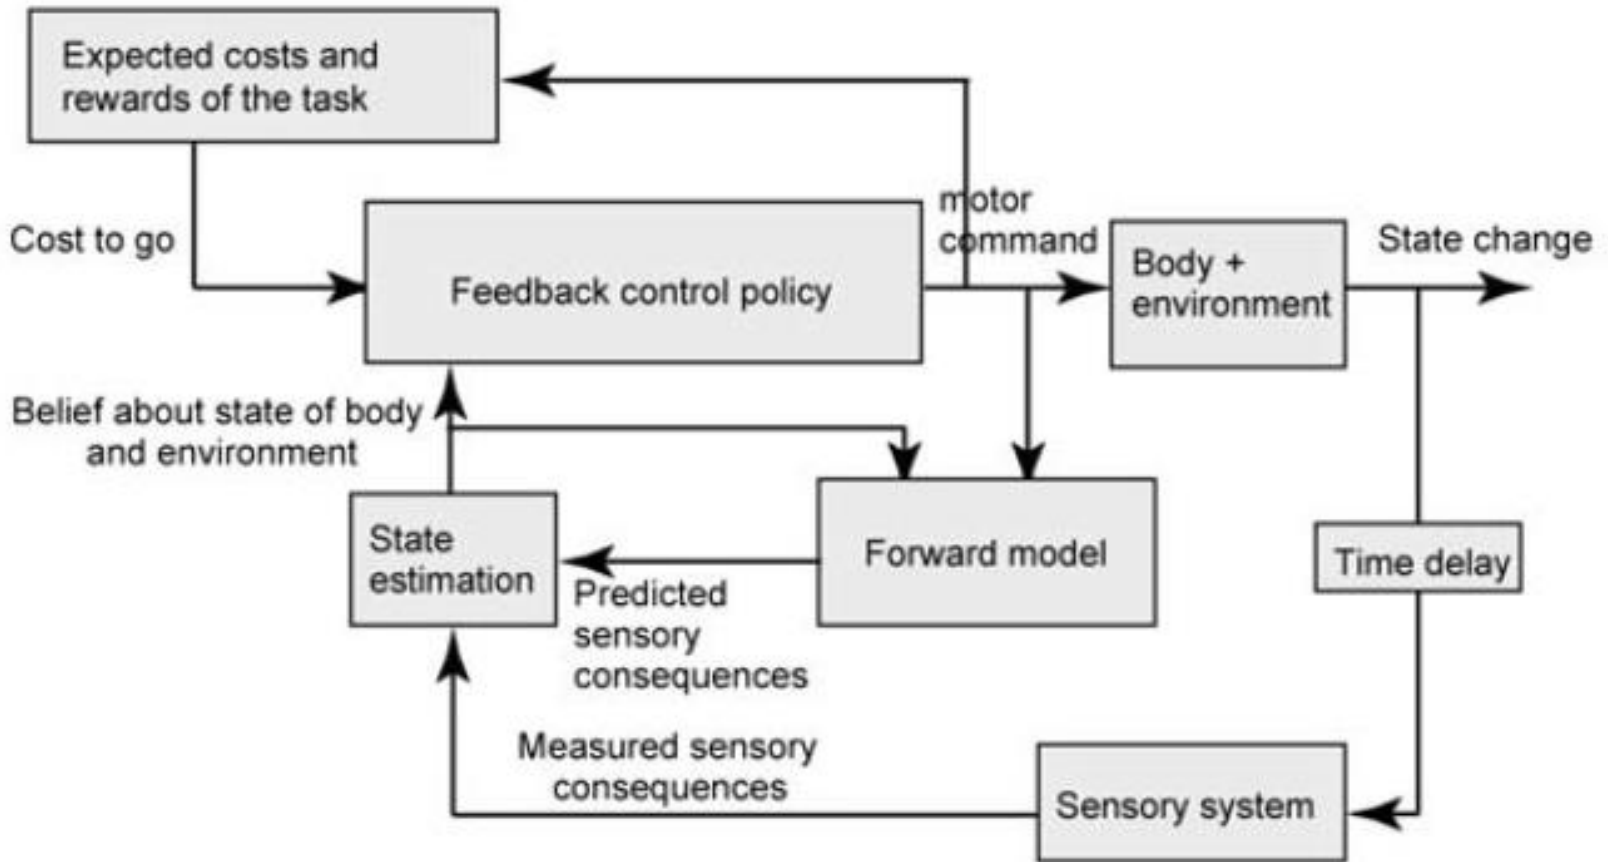 Expected costs and
rewards of the task
Cost to go
Feedback control policy
motor
command
Body +
environment
State change
Belief about state of body
and environment
State
estimation
Predicted
sensory
consequences
Forward model
Time delay
Measured sensory
consequences
Sensory system